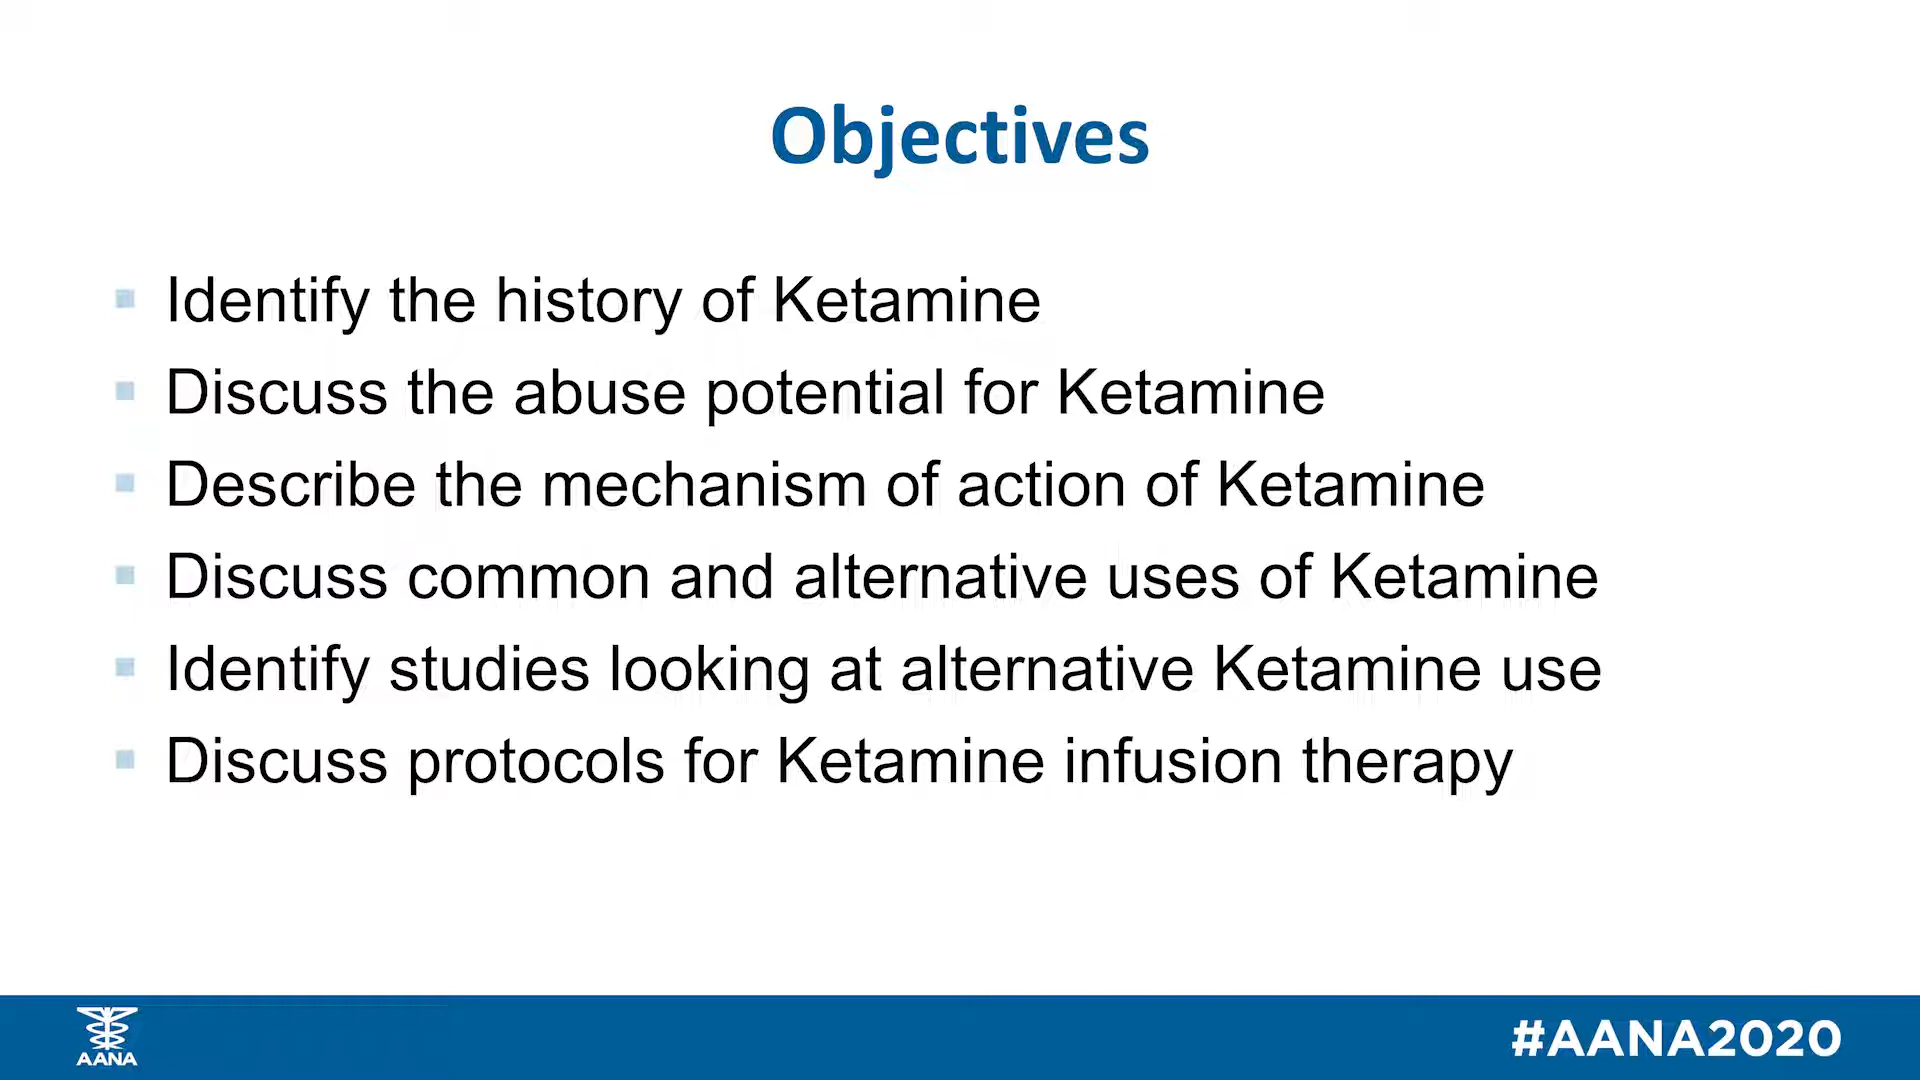 Objectives
Identify the history of Ketamine
Discuss the abuse potential for Ketamine
Describe the mechanism of action of Ketamine
Discuss common and alternative uses of Ketamine
Identify studies looking at alternative Ketamine use
Discuss protocols for Ketamine infusion therapy
AANA
#AANA2020